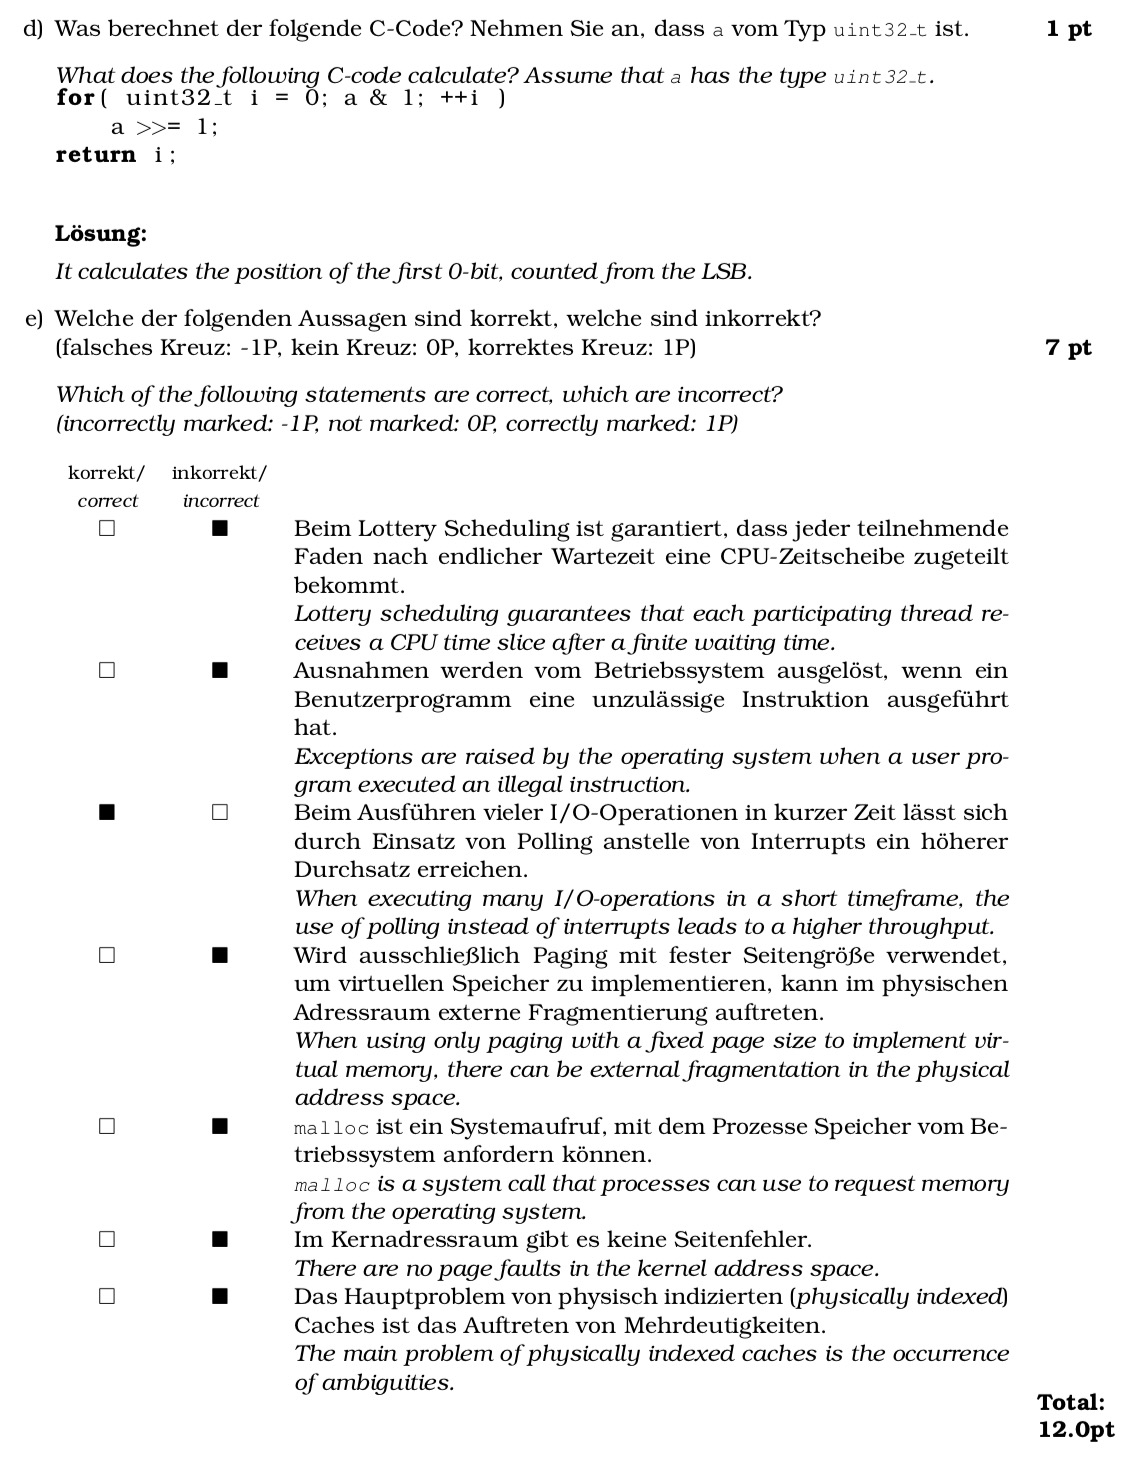 d) Was berechnet der folgende C-Code? Nehmen Sie an, dass a vom Typ uint32_t ist. 1 pt
What does the following C-code calculate? Assume that a has the type uint32_t.
for( uint32_t i = 0; a & 1; ++i )
a >>= 1;
return i;
Lösung:
It calculates the position of the first 0-bit, counted from the LSB.
e) Welche der folgenden Aussagen sind korrekt, welche sind inkorrekt?
(falsches Kreuz: -1P, kein Kreuz: 0P, korrektes Kreuz: 1P) 7 pt
Which of the following statements are correct, which are incorrect?
(incorrectly marked: -1P, not marked: 0P, correctly marked: 1P)
korrekt/ inkorrekt/
correct incorrect
□ ■ Beim Lottery Scheduling ist garantiert, dass jeder teilnehmende
Faden nach endlicher Wartezeit eine CPU-Zeitscheibe zugeteilt
bekommt.
Lottery scheduling guarantees that each participating thread re-
ceives a CPU time slice after a finite waiting time.
□ ■ Ausnahmen werden vom Betriebssystem ausgelöst, wenn ein
Benutzerprogramm eine unzulässige Instruktion ausgeführt
hat.
Exceptions are raised by the operating system when a user pro-
gram executed an illegal instruction.
■ □ Beim Ausführen vieler I/O-Operationen in kurzer Zeit lässt sich
durch Einsatz von Polling anstelle von Interrupts ein höherer
Durchsatz erreichen.
When executing many I/O-operations in a short timeframe, the
use of polling instead of interrupts leads to a higher throughput.
□ ■ Wird ausschließlich Paging mit fester Seitengröße verwendet,
um virtuellen Speicher zu implementieren, kann im physischen
Adressraum externe Fragmentierung auftreten.
When using only paging with a fixed page size to implement vir-
tual memory, there can be external fragmentation in the physical
address space.
□ ■ malloc ist ein Systemaufruf, mit dem Prozesse Speicher vom Be-
triebssystem anfordern können.
malloc is a system call that processes can use to request memory
from the operating system.
□ ■ Im Kernadressraum gibt es keine Seitenfehler.
There are no page faults in the kernel address space.
□ ■ Das Hauptproblem von physisch indizierten (physically indexed)
Caches ist das Auftreten von Mehrdeutigkeiten.
The main problem of physically indexed caches is the occurrence
of ambiguities.
Total:
12.0pt